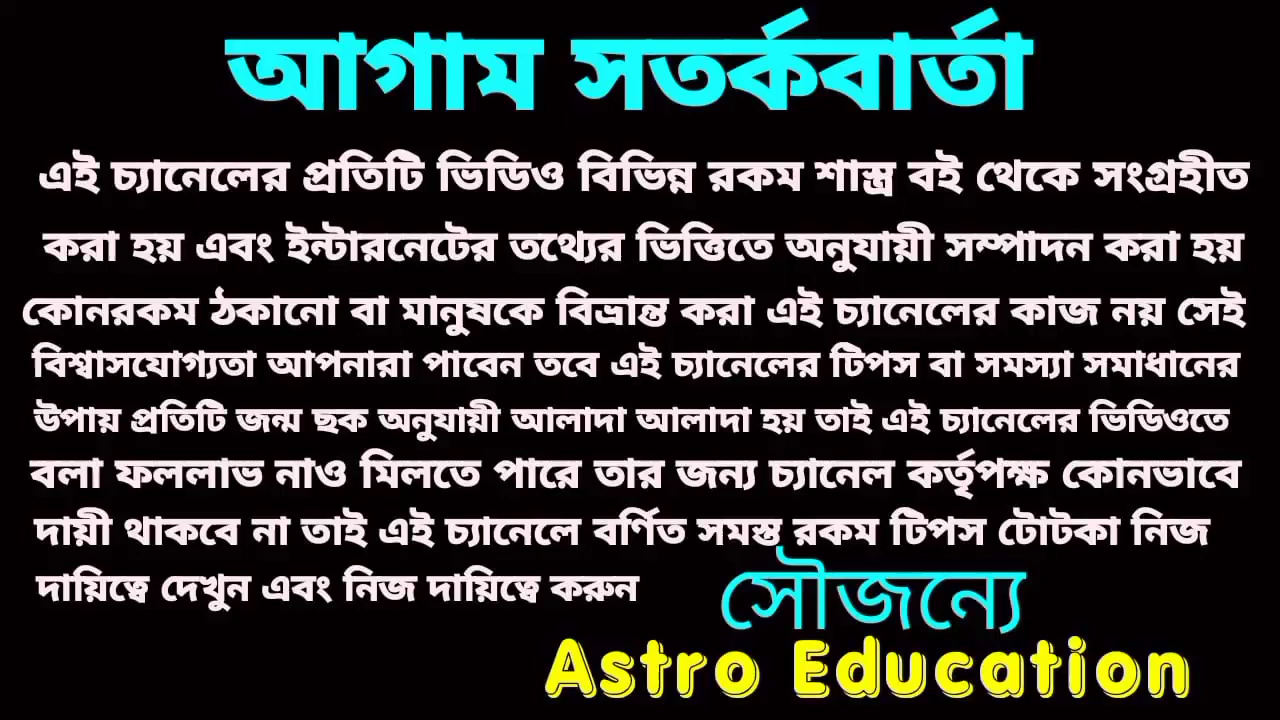 আগাম সতর্কবার্তা
এই চ্যানেলের প্রতিটি ভিডিও বিভিন্ন রকম শাস্ত্র বই থেকে সংগ্রহীত
করা হয় এবং ইন্টারনেটের তথ্যের ভিত্তিতে অনুযায়ী সম্পাদন করা হয়
কোনরকম ঠকানো বা মানুষকে বিভ্রান্ত করা এই চ্যানেলের কাজ নয় সেই
বিশ্বাসযোগ্যতা আপনারা পাবেন তবে এই চ্যানেলের টিপস বা সমস্যা সমাধানের
উপায় প্রতিটি জন্ম ছক অনুযায়ী আলাদা আলাদা হয় তাই এই চ্যানেলের ভিডিওতে
বলা ফললাভ নাও মিলতে পারে তার জন্য চ্যানেল কর্তৃপক্ষ কোনভাবে
দায়ী থাকবে না তাই এই চ্যানেলে বর্ণিত সমস্ত রকম টিপস টোটকা নিজ
দায়িত্বে দেখুন এবং নিজ দায়িত্বে করুন
সৌজন্যে
Astro Education